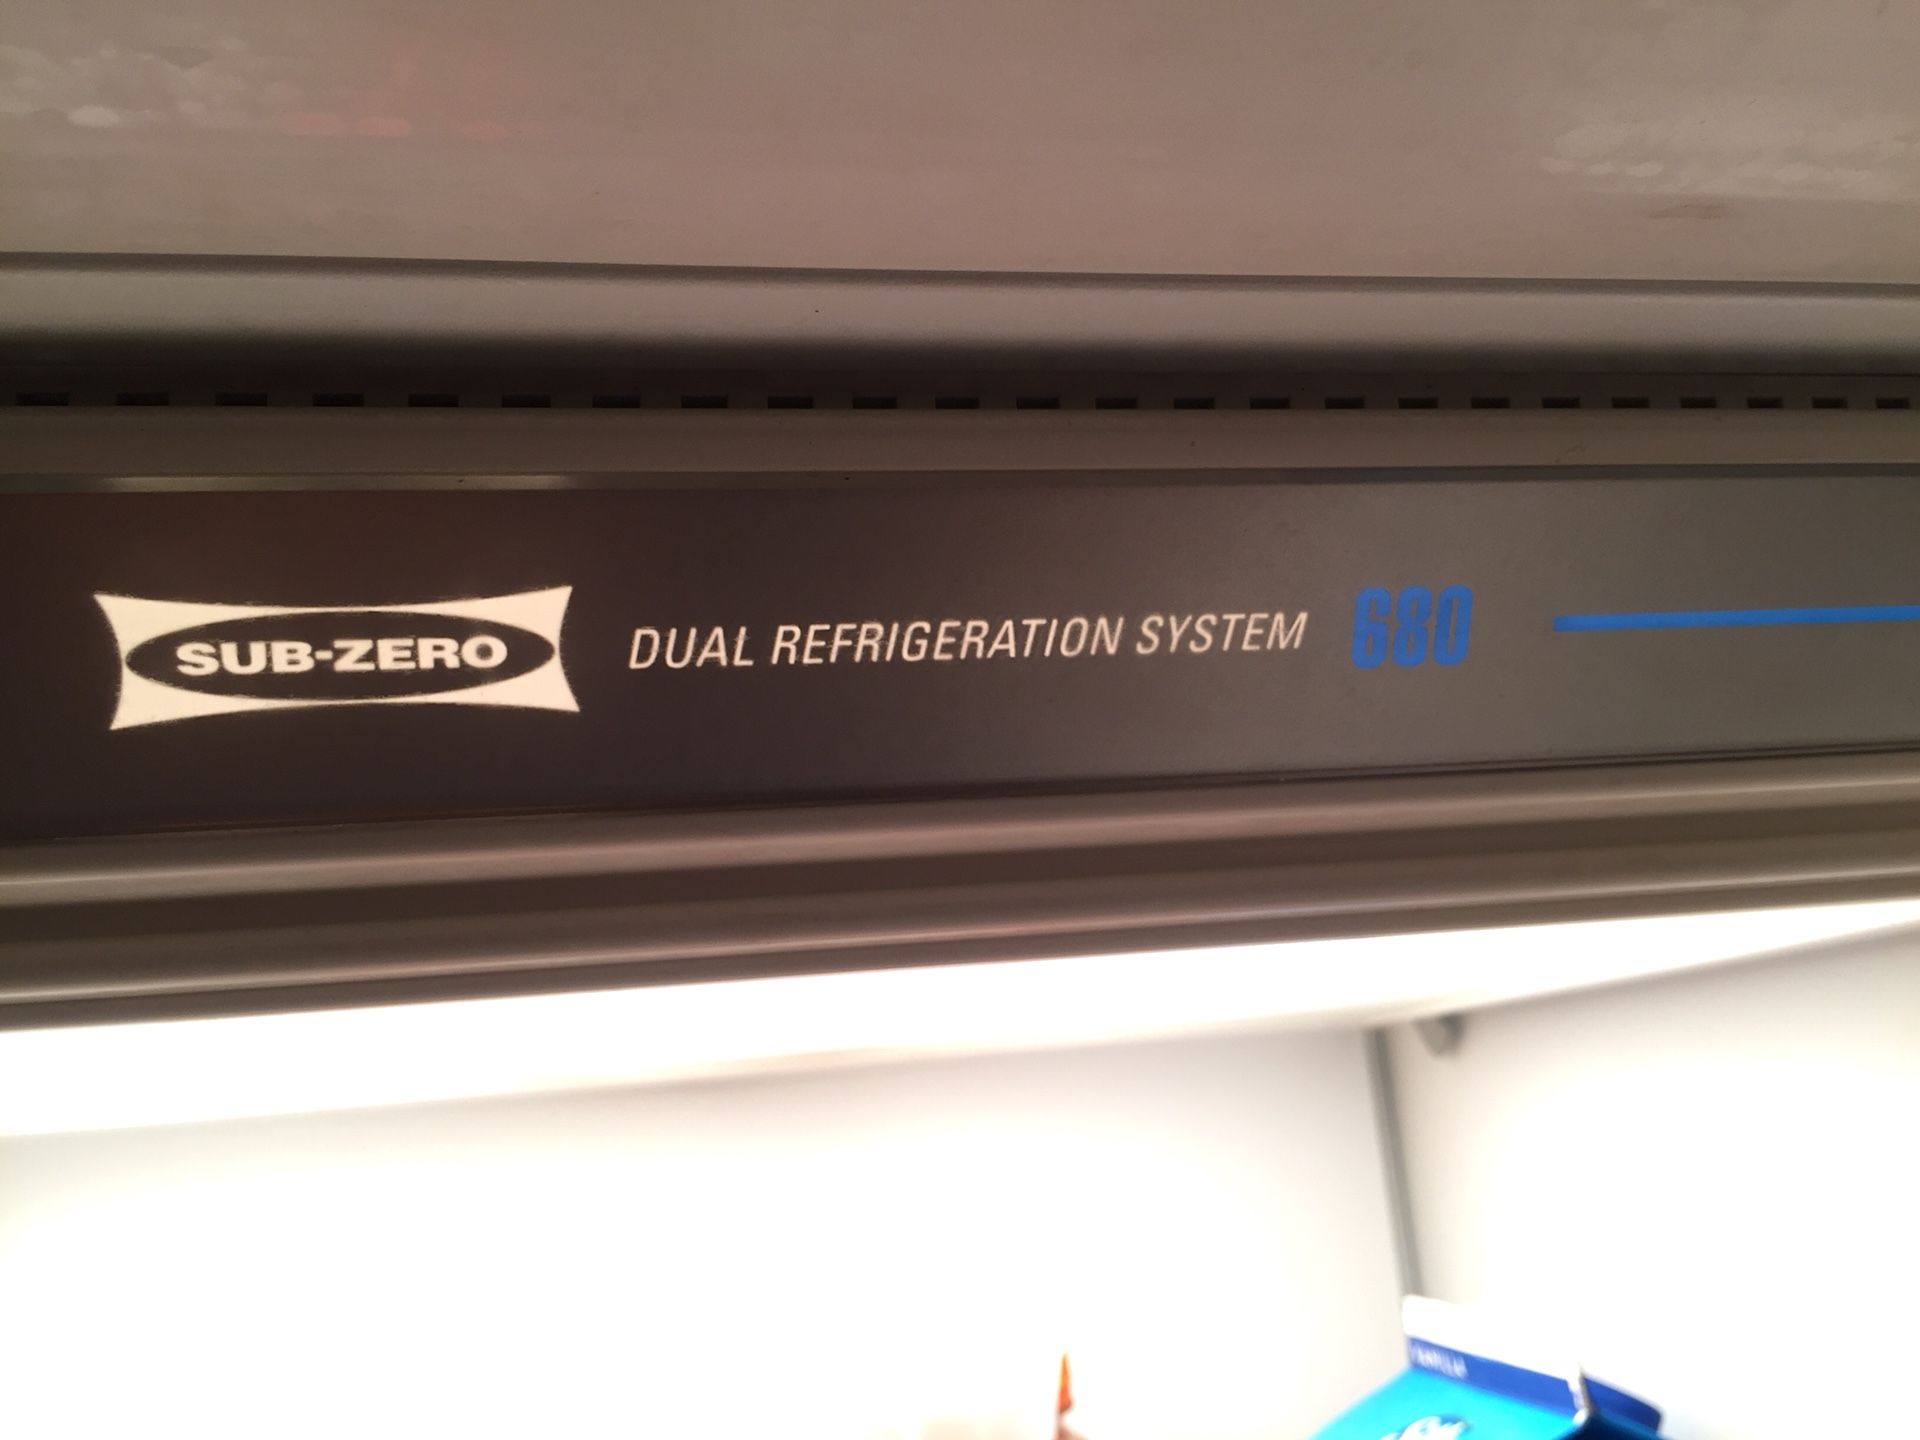 SUB-ZERO DUAL REFRIGERATION SYSTEM 680